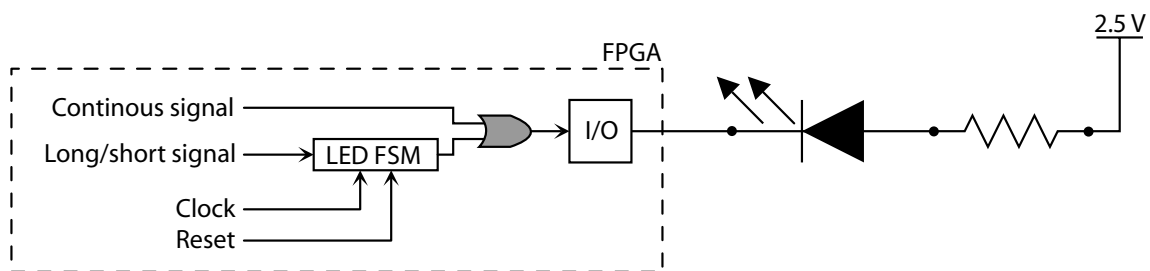 2.5 V
FPGA
Continous signal
I/O
Long/short signal
LED FSM
Clock
Reset